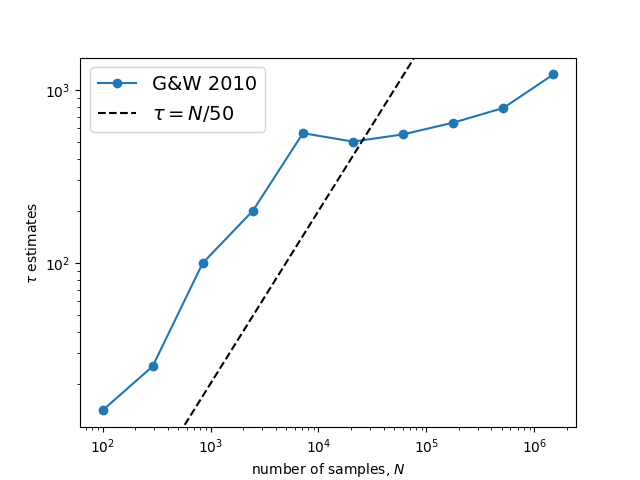 G&W 2010
τ = N/50
10³
10²
τ estimates
10² 10³ 10⁴ 10⁵ 10⁶
number of samples, N